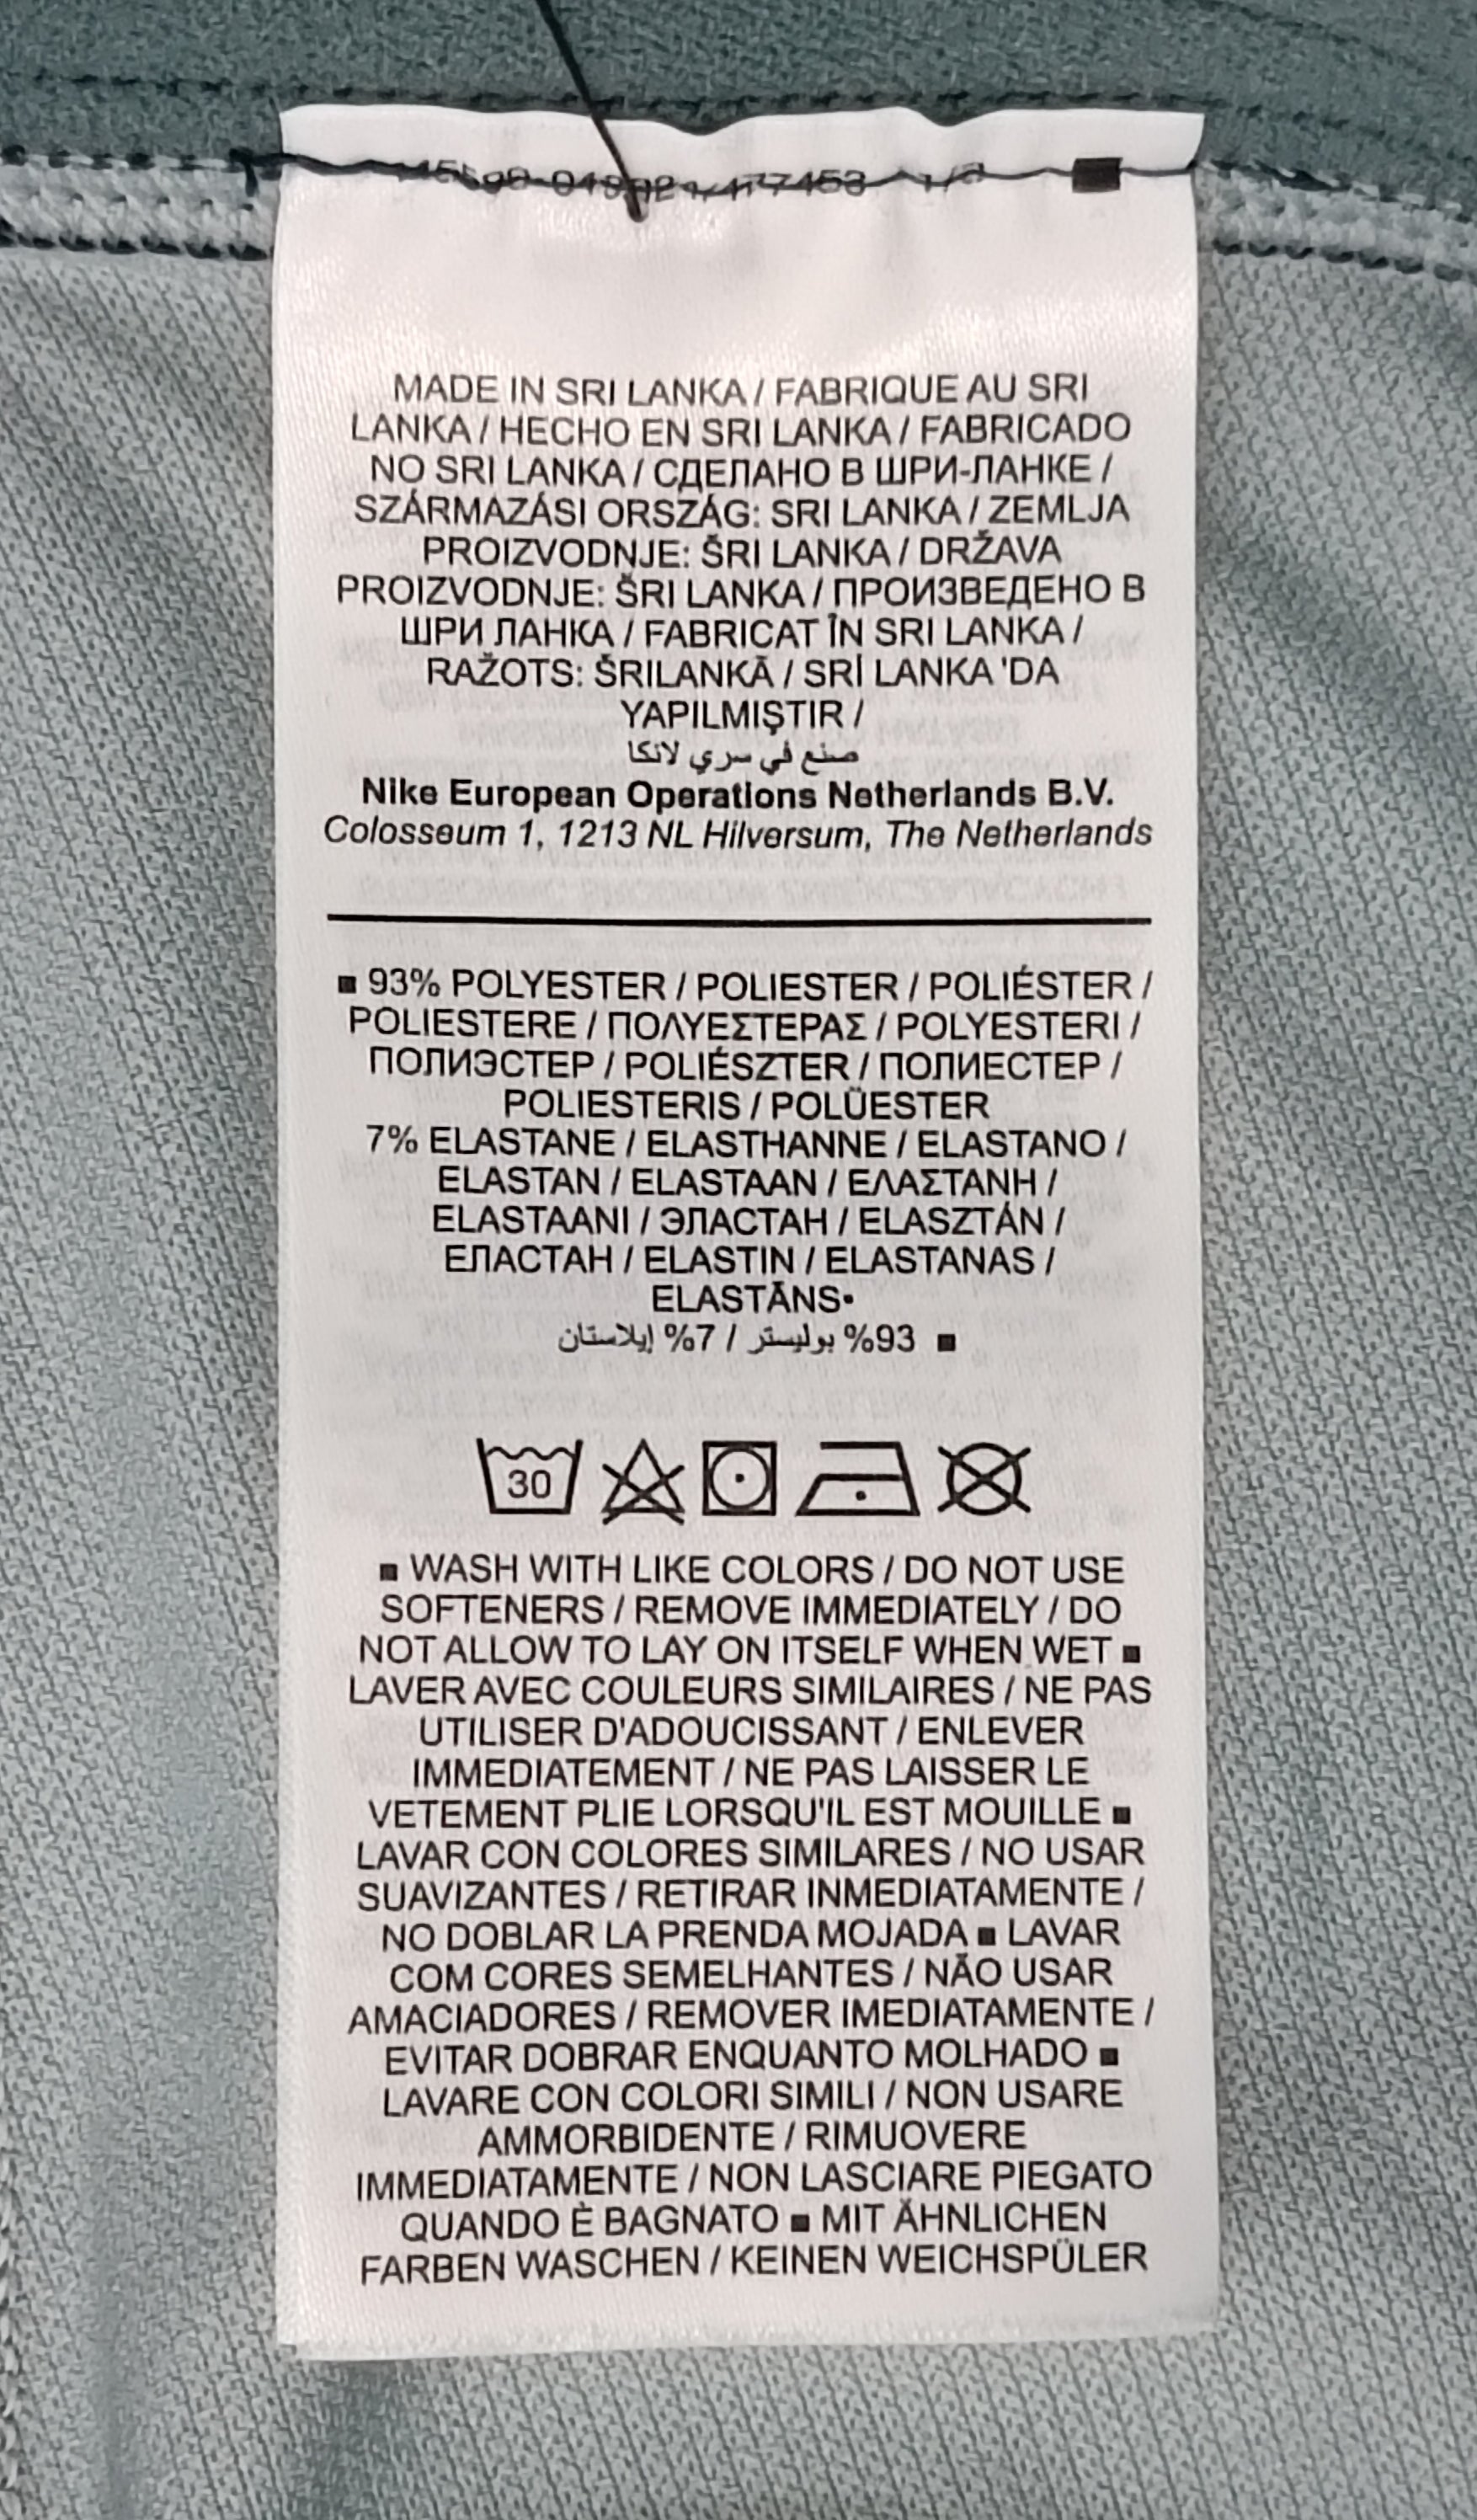 MADE IN SRI LANKA / FABRIQUE AU SRI
LANKA / HECHO EN SRI LANKA / FABRICADO
NO SRI LANKA / СДЕЛАНО В ШРИ-ЛАНКЕ /
SZÁRMAZÁSI ORSZÁG: SRI LANKA / ZEMLJA
PROIZVODNJE: ŠRI LANKA / DRŽAVA
PROIZVODNJE: ŠRI LANKA / ПРОИЗВЕДЕНО В
ШРИ ЛАНКА / FABRICAT ÎN SRI LANKA /
RAŽOTS: ŠRILANKĀ / SRİ LANKA 'DA
YAPILMIŞTIR /
صنع في سري لانكا
Nike European Operations Netherlands B.V.
Colosseum 1, 1213 NL Hilversum, The Netherlands
■ 93% POLYESTER / POLIESTER / POLIÉSTER /
POLIESTERE / ΠΟΛΥΕΣΤΕΡΑΣ / POLYESTERI /
ПОЛИЭСТЕР / POLIÉSZTER / ПОЛИЕСТЕР /
POLIESTERIS / POLÜESTER
7% ELASTANE / ELASTHANNE / ELASTANO /
ELASTAN / ELASTAAN / ΕΛΑΣΤΑΝΗ /
ELASTAANI / ЭЛАСТАН / ELASZTÁN /
ЕЛАСТАН / ELASTIN / ELASTANAS /
ELASTĀNS•
■ 93% بوليستر / 7% إيلاستان
30
■ WASH WITH LIKE COLORS / DO NOT USE
SOFTENERS / REMOVE IMMEDIATELY / DO
NOT ALLOW TO LAY ON ITSELF WHEN WET ■
LAVER AVEC COULEURS SIMILAIRES / NE PAS
UTILISER D'ADOUCISSANT / ENLEVER
IMMEDIATEMENT / NE PAS LAISSER LE
VETEMENT PLIE LORSQU'IL EST MOUILLE ■
LAVAR CON COLORES SIMILARES / NO USAR
SUAVIZANTES / RETIRAR INMEDIATAMENTE /
NO DOBLAR LA PRENDA MOJADA ■ LAVAR
COM CORES SEMELHANTES / NÃO USAR
AMACIADORES / REMOVER IMEDIATAMENTE /
EVITAR DOBRAR ENQUANTO MOLHADO ■
LAVARE CON COLORI SIMILI / NON USARE
AMMORBIDENTE / RIMUOVERE
IMMEDIATAMENTE / NON LASCIARE PIEGATO
QUANDO È BAGNATO ■ MIT ÄHNLICHEN
FARBEN WASCHEN / KEINEN WEICHSPÜLER